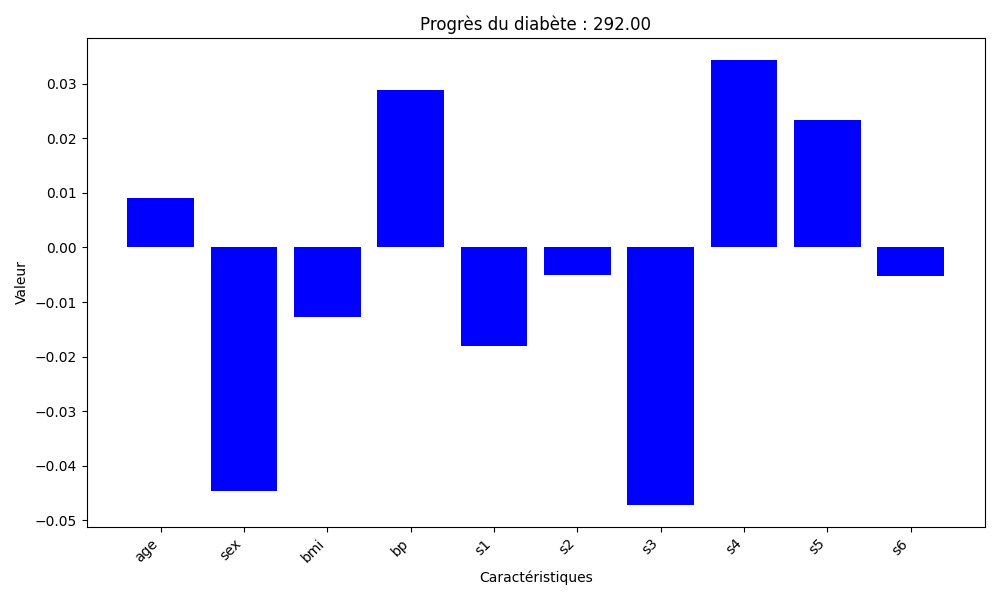 Progrès du diabète : 292.00
Valeur
0.03
0.02
0.01
0.00
−0.01
−0.02
−0.03
−0.04
−0.05
age
sex
bmi
bp
s1
s2
s3
s4
s5
s6
Caractéristiques